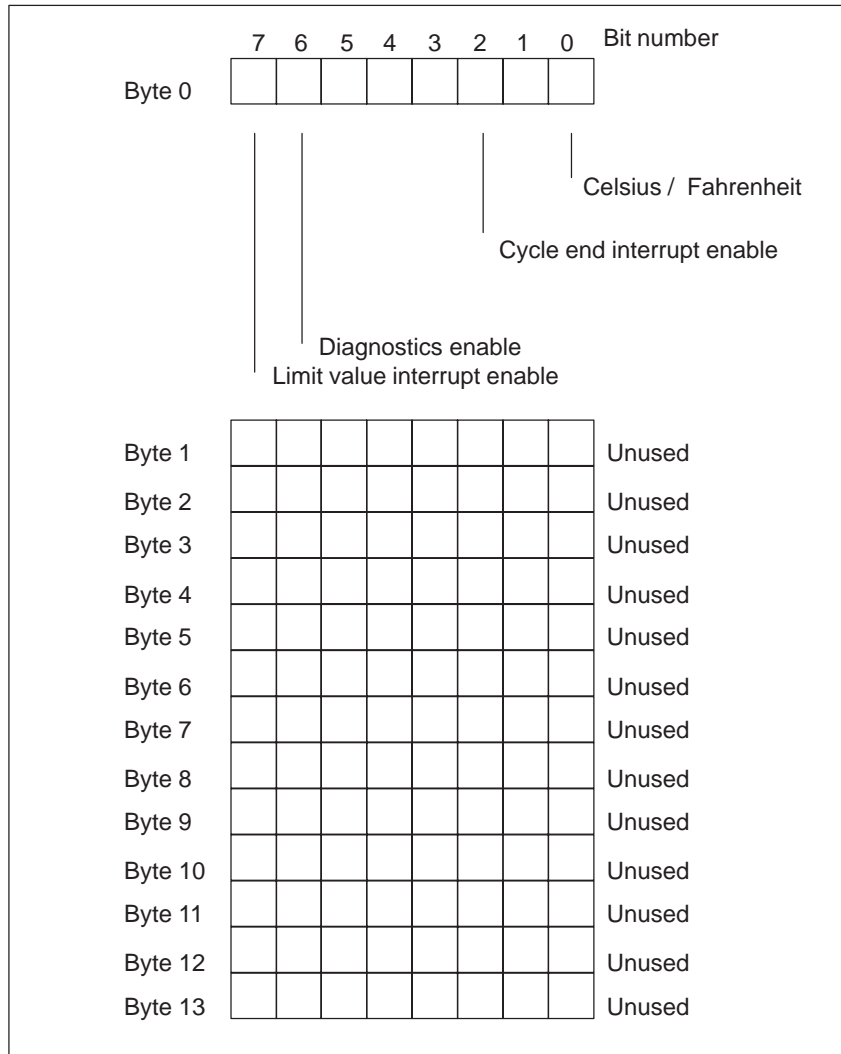 7 6 5 4 3 2 1 0 Bit number
Byte 0
Celsius / Fahrenheit
Cycle end interrupt enable
Diagnostics enable
Limit value interrupt enable
Byte 1 Unused
Byte 2 Unused
Byte 3 Unused
Byte 4 Unused
Byte 5 Unused
Byte 6 Unused
Byte 7 Unused
Byte 8 Unused
Byte 9 Unused
Byte 10 Unused
Byte 11 Unused
Byte 12 Unused
Byte 13 Unused